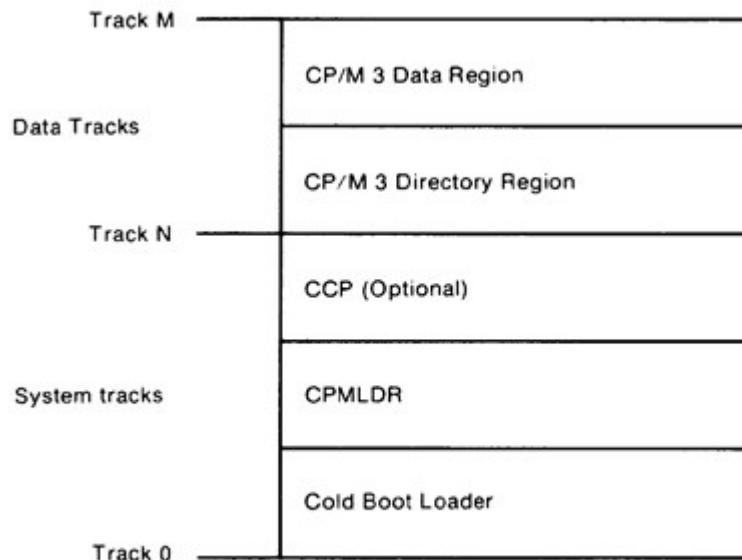 Track M
CP/M 3 Data Region
Data Tracks
CP/M 3 Directory Region
Track N
CCP (Optional)
System tracks
CPMLDR
Cold Boot Loader
Track 0